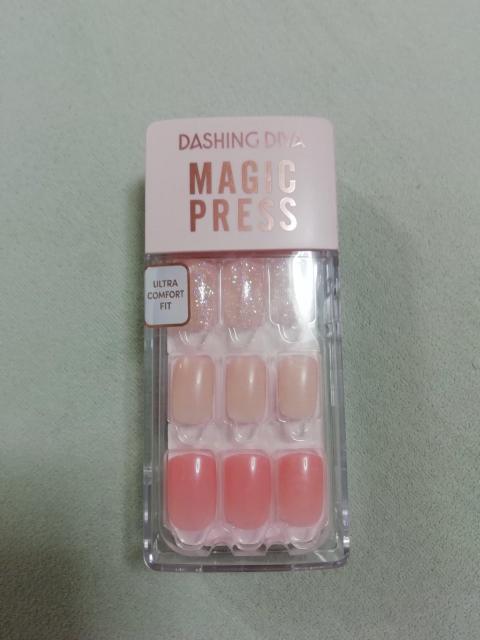 DASHING DIVA
MAGIC
PRESS
ULTRA
COMFORT
FIT